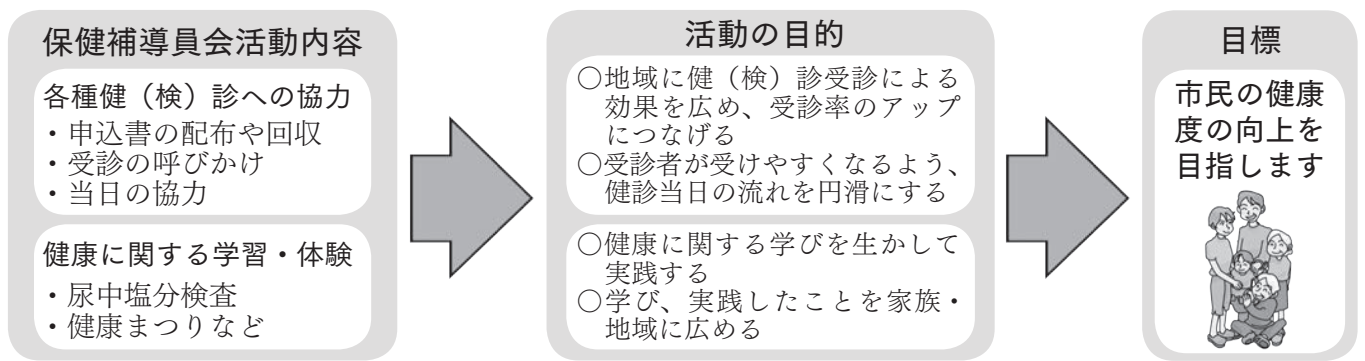 保健補導員会活動内容
各種健（検）診への協力
・申込書の配布や回収
・受診の呼びかけ
・当日の協力
健康に関する学習・体験
・尿中塩分検査
・健康まつりなど
活動の目的
○地域に健（検）診受診による
効果を広め、受診率のアップ
につなげる
○受診者が受けやすくなるよう、
健診当日の流れを円滑にする
○健康に関する学びを生かして
実践する
○学び、実践したことを家族・
地域に広める
目標
市民の健康
度の向上を
目指します